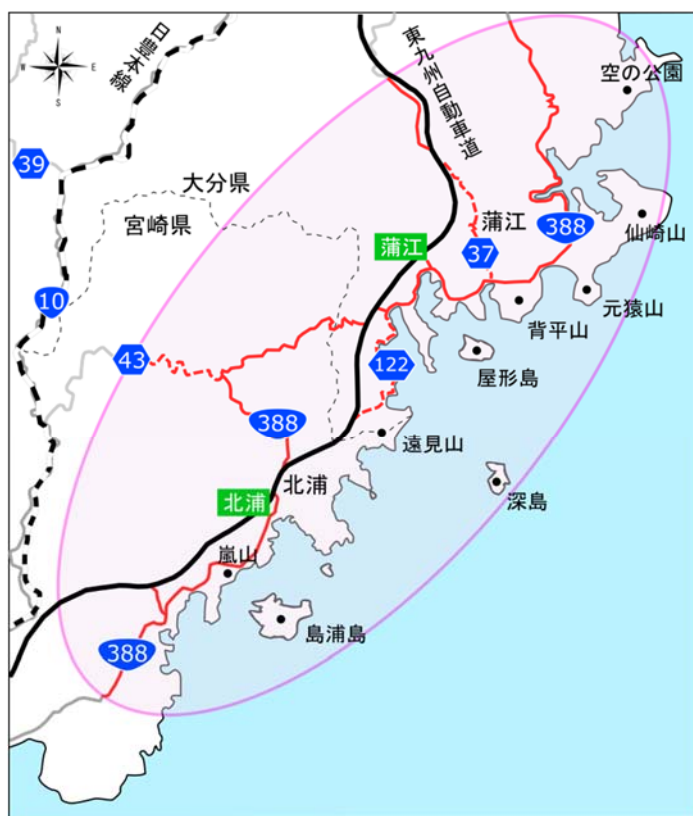 N
W
E
S
日豊本線
東九州自動車道
空の公園
39
大分県
宮崎県
蒲江
蒲江
37
388
仙崎山
10
元猿山
背平山
43
122
屋形島
388
遠見山
北浦
北浦
深島
嵐山
島浦島
388